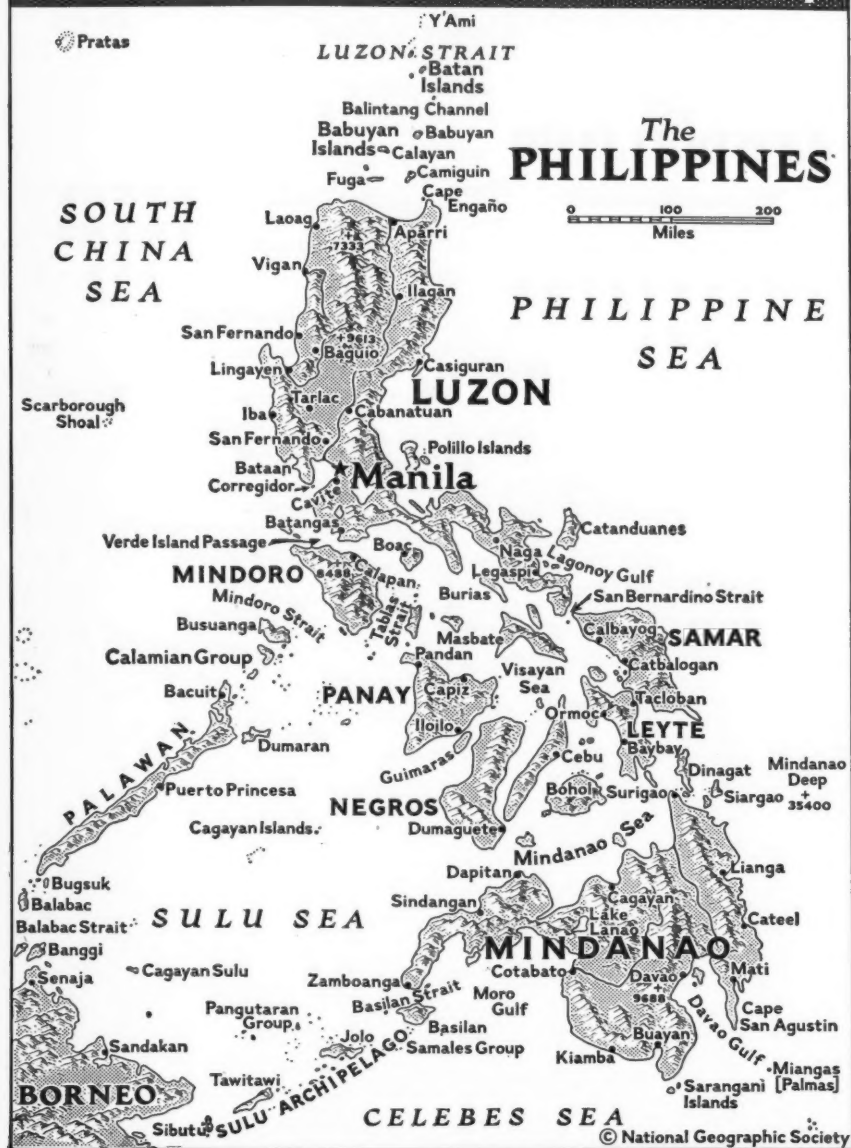 Y'Ami
Pratas
LUZON STRAIT
Batan
Islands
Balintang Channel
Babuyan
Islands
Babuyan
Calayan
Fuga
Camiguin
Cape
Engaño
The
PHILIPPINES
0 100 200
Miles
SOUTH
CHINA
SEA
Laoag
Aparri
+
7333
Vigan
Ilagan
PHILIPPINE
SEA
San Fernando
+9613
Baguio
Lingayen
Casiguran
LUZON
Scarborough
Shoal
Tarlac
Iba
Cabanatuan
San Fernando
Polillo Islands
Bataan
Manila
Corregidor
Cavite
Batangas
Catanduanes
Verde Island Passage
Boac
Naga
Lagonoy Gulf
MINDORO
+
8488
Calapan
Legaspi
Burias
San Bernardino Strait
Mindoro Strait
Tablas
Strait
Busuanga
Masbate
Calbayog
SAMAR
Calamian Group
Pandan
Visayan
Sea
Catbalogan
Bacuit
PANAY
Capiz
Tacloban
Ormoc
LEYTE
Iloilo
Baybay
PALAWAN
Dumaran
Guimaras
Cebu
Dinagat
Mindanao
Deep
+
35400
Puerto Princesa
Bohol
Surigao
Siargao
NEGROS
Cagayan Islands
Dumaguete
Mindanao Sea
Dapitan
Lianga
Bugsuk
Balabac
Sindangan
Cagayan
Lake
Lanao
SULU SEA
Balabac Strait
Cateel
Banggi
MINDANAO
Senaja
Cagayan Sulu
Zamboanga
Cotabato
Davao
+
9688
Mati
Basilan Strait
Moro
Gulf
Pangutaran
Group
Basilan
Davao Gulf
Cape
San Agustin
Buayan
Sandakan
Jolo
Samales Group
Kiamba
Miangas
[Palmas]
BORNEO
Tawitawi
SULU ARCHIPELAGO
Sarangani
Islands
Sibutu
CELEBES SEA
© National Geographic Society